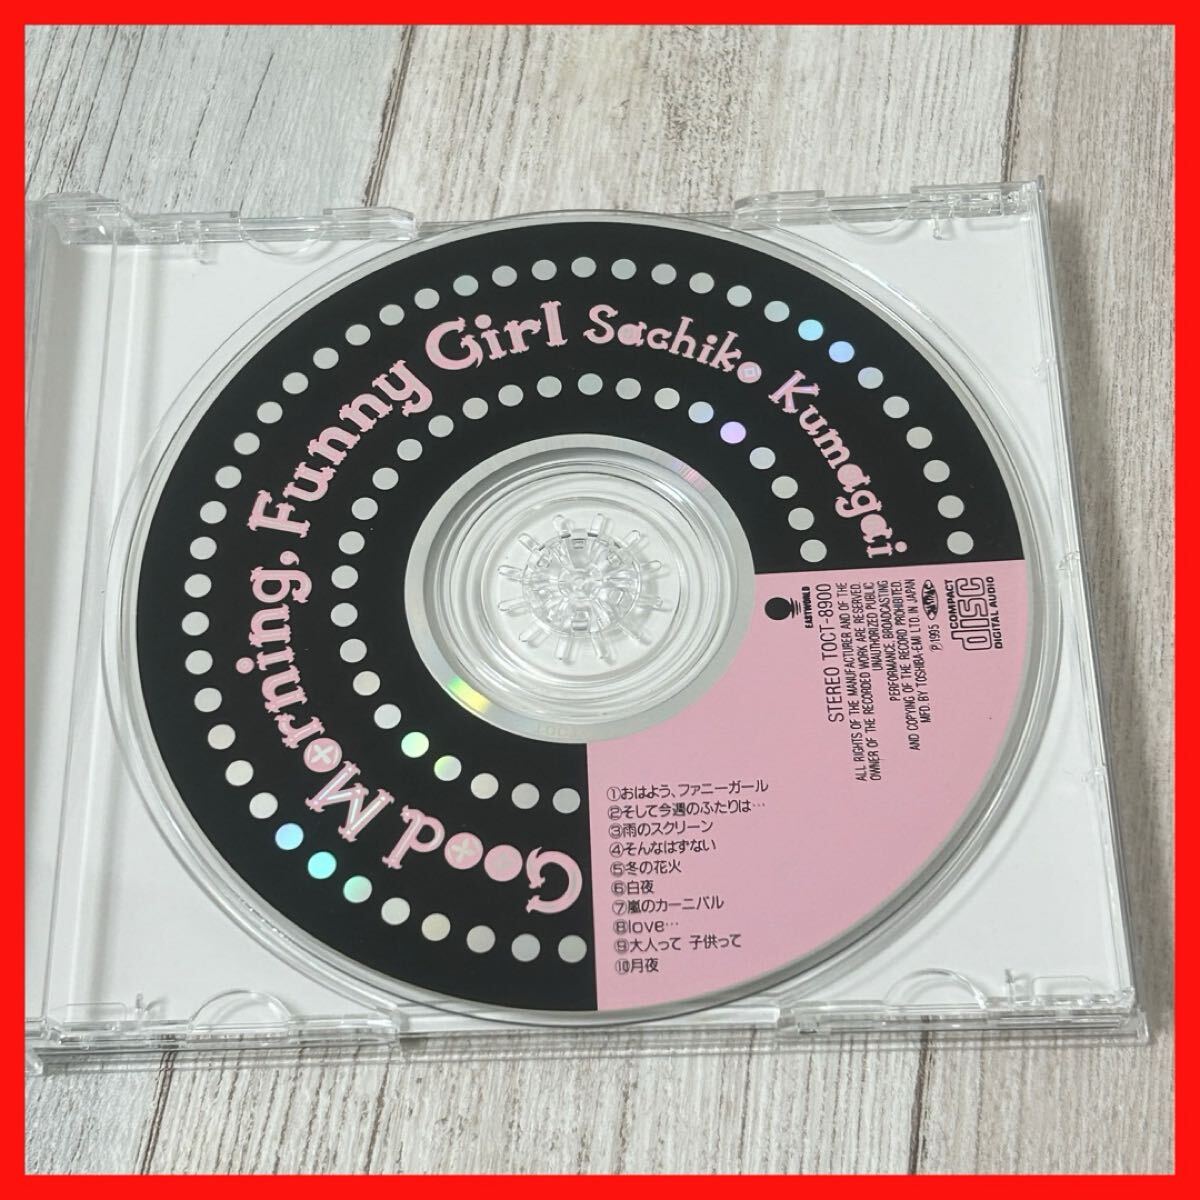 Good Morning, Funny Girl Sachiko Kumagai
EASTWORLD
STEREO TOCT-8900
ALL RIGHTS OF THE MANUFACTURER AND OF THE
OWNER OF THE RECORDED WORK ARE RESERVED.
UNAUTHORIZED PUBLIC
PERFORMANCE, BROADCASTING
AND COPYING OF THE RECORD PROHIBITED.
MFD. BY TOSHIBA-EMI LTD. IN JAPAN
℗1995
COMPACT
disc
DIGITAL AUDIO
①おはよう、ファニーガール
②そして今週のふたりは…
③雨のスクリーン
④そんなはずない
⑤冬の花火
⑥白夜
⑦嵐のカーニバル
⑧love…
⑨大人って 子供って
⑩月夜